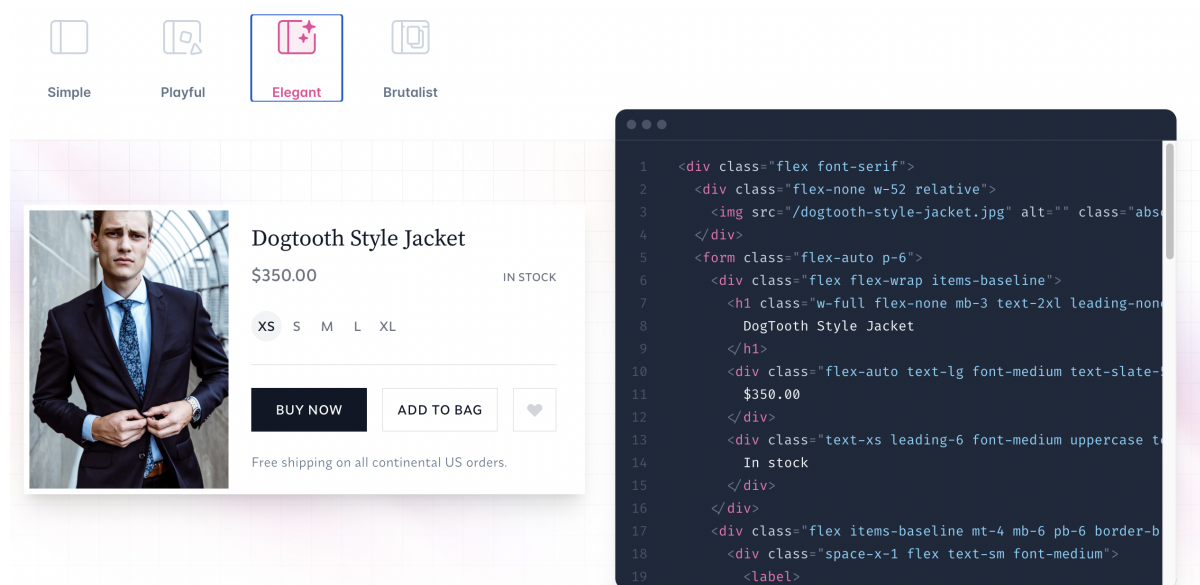 Simple Playful Elegant Brutalist
Dogtooth Style Jacket
$350.00 IN STOCK
XS S M L XL
BUY NOW ADD TO BAG
Free shipping on all continental US orders.
1 <div class="flex font-serif">
2 <div class="flex-none w-52 relative">
3 <img src="/dogtooth-style-jacket.jpg" alt="" class="abs
4 </div>
5 <form class="flex-auto p-6">
6 <div class="flex flex-wrap items-baseline">
7 <h1 class="w-full flex-none mb-3 text-2xl leading-none
8 DogTooth Style Jacket
9 </h1>
10 <div class="flex-auto text-lg font-medium text-slate-5
11 $350.00
12 </div>
13 <div class="text-xs leading-6 font-medium uppercase te
14 In stock
15 </div>
16 </div>
17 <div class="flex items-baseline mt-4 mb-6 pb-6 border-b
18 <div class="space-x-1 flex text-sm font-medium">
19 <label>